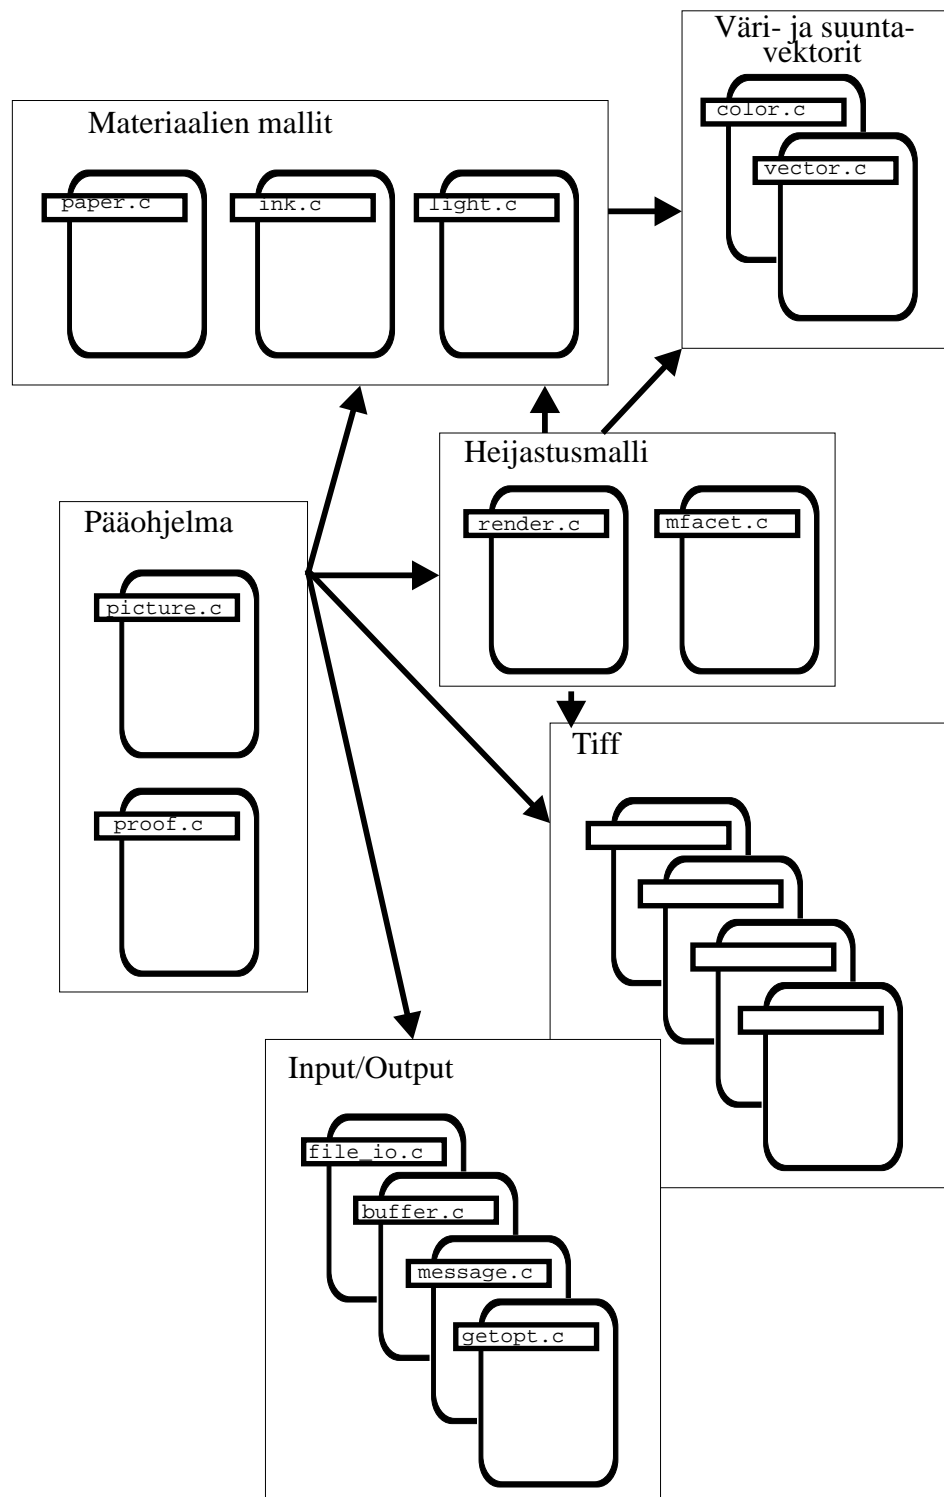 Väri- ja suunta-
vektorit
color.c
vector.c
Materiaalien mallit
paper.c
ink.c
light.c
Heijastusmalli
render.c
mfacet.c
Pääohjelma
picture.c
proof.c
Tiff
Input/Output
file_io.c
buffer.c
message.c
getopt.c